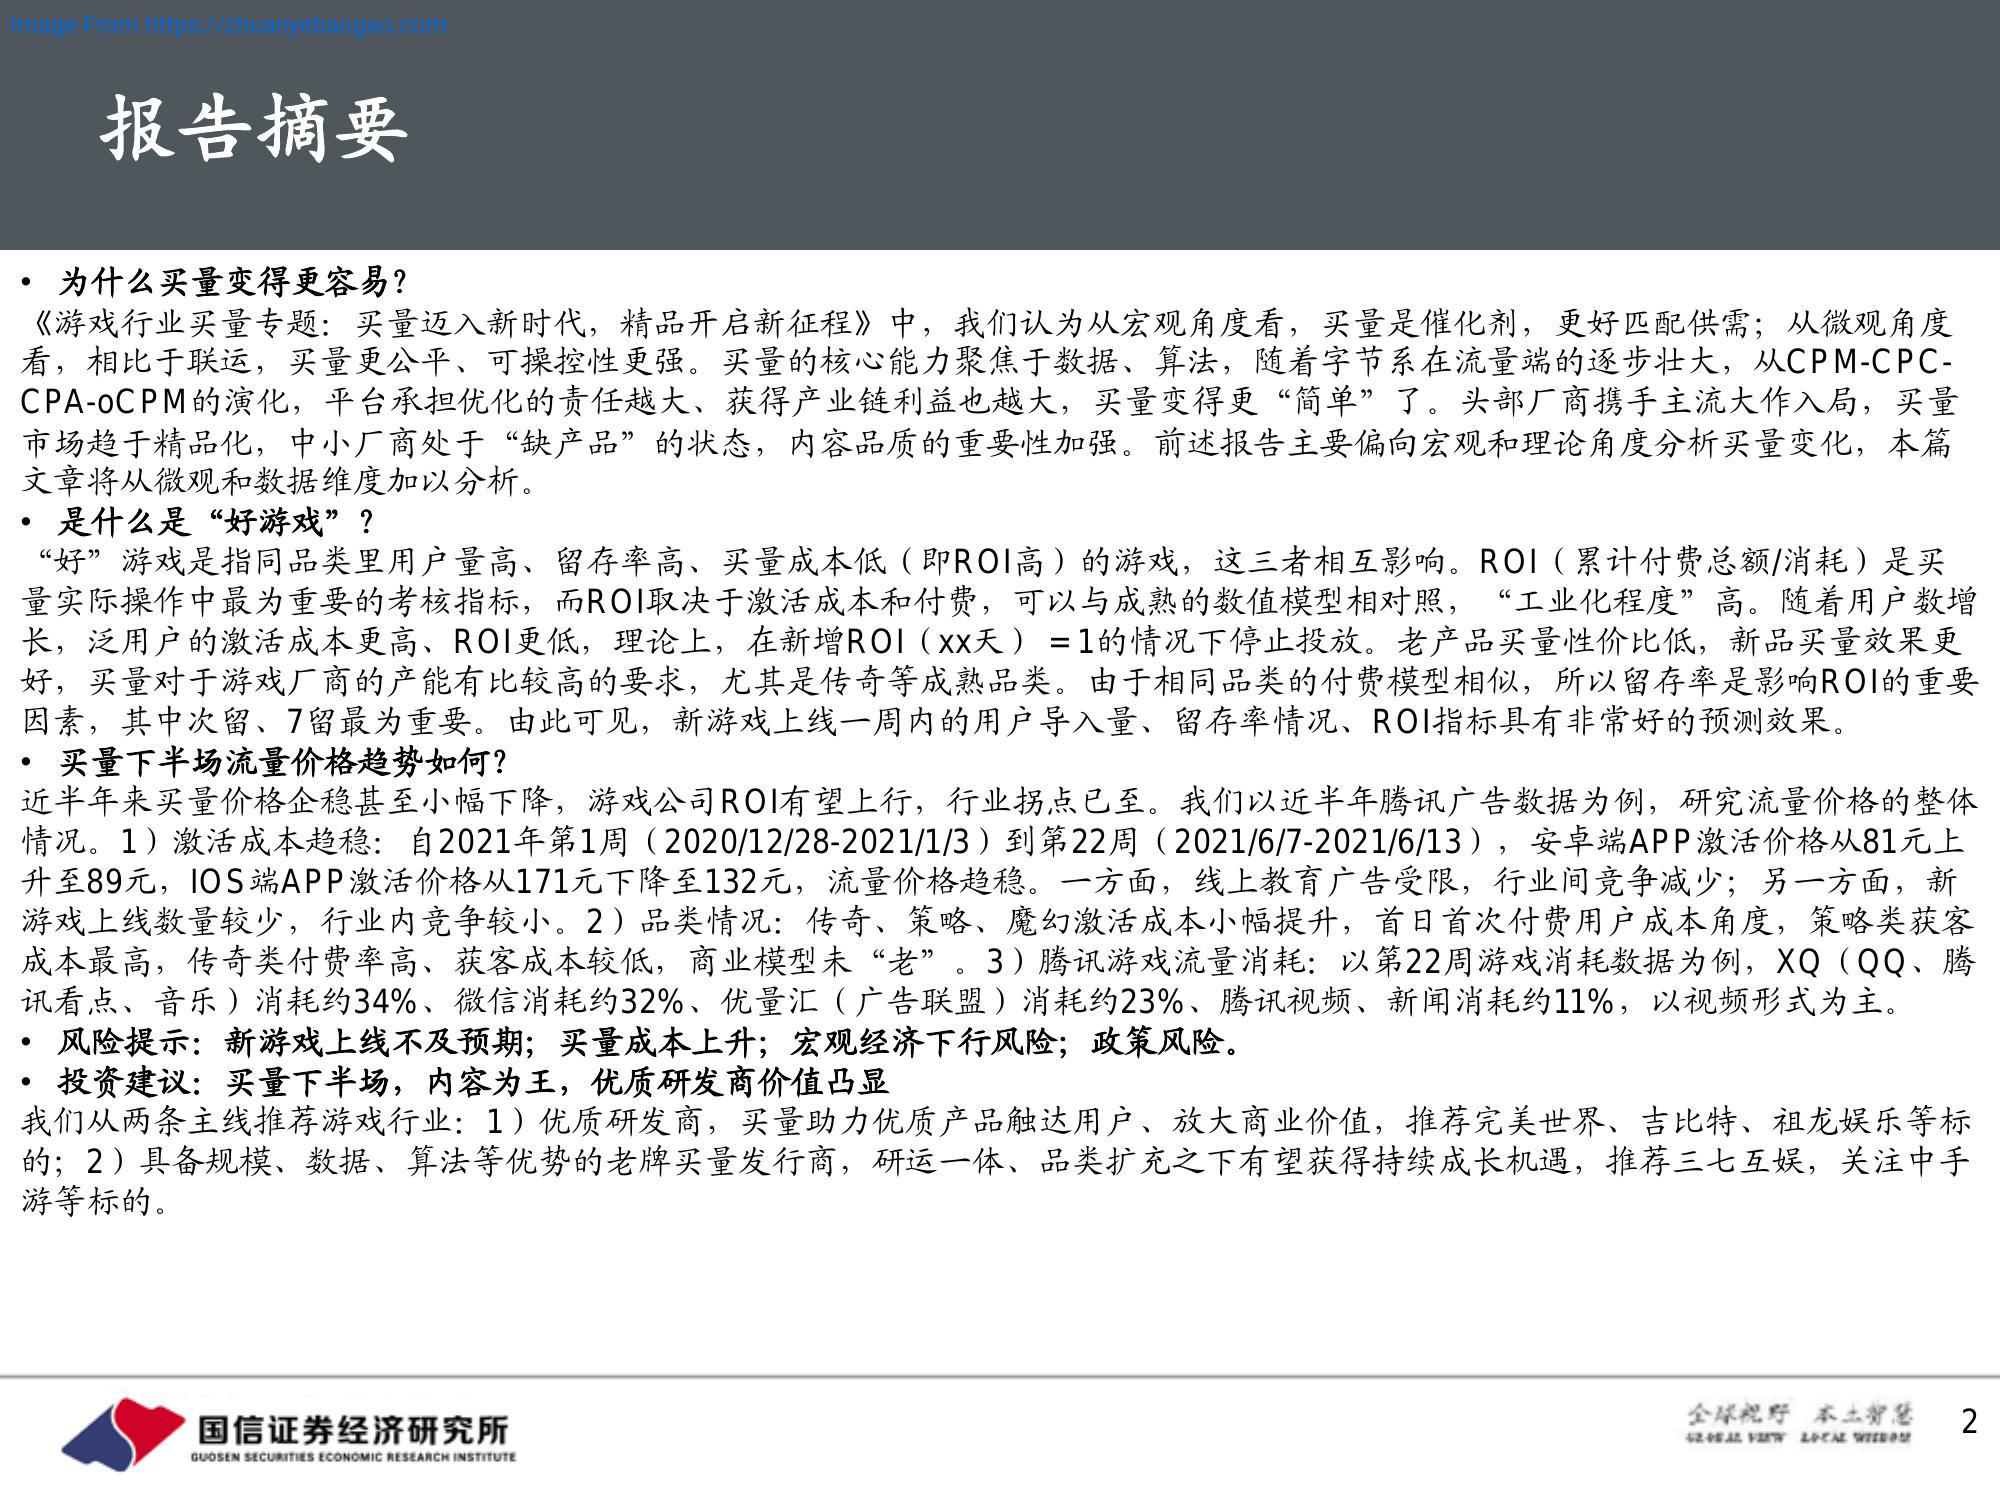 Image From https://zhuanyebaogao.com
报告摘要
• 为什么买量变得更容易？
《游戏行业买量专题：买量迈入新时代，精品开启新征程》中，我们认为从宏观角度看，买量是催化剂，更好匹配供需；从微观角度
看，相比于联运，买量更公平、可操控性更强。买量的核心能力聚焦于数据、算法，随着字节系在流量端的逐步壮大，从CPM-CPC-
CPA-oCPM的演化，平台承担优化的责任越大、获得产业链利益也越大，买量变得更“简单”了。头部厂商携手主流大作入局，买量
市场趋于精品化，中小厂商处于“缺产品”的状态，内容品质的重要性加强。前述报告主要偏向宏观和理论角度分析买量变化，本篇
文章将从微观和数据维度加以分析。
• 是什么是“好游戏”？
“好”游戏是指同品类里用户量高、留存率高、买量成本低（即ROI高）的游戏，这三者相互影响。ROI（累计付费总额/消耗）是买
量实际操作中最为重要的考核指标，而ROI取决于激活成本和付费，可以与成熟的数值模型相对照，“工业化程度”高。随着用户数增
长，泛用户的激活成本更高、ROI更低，理论上，在新增ROI（xx天）=1的情况下停止投放。老产品买量性价比低，新品买量效果更
好，买量对于游戏厂商的产能有比较高的要求，尤其是传奇等成熟品类。由于相同品类的付费模型相似，所以留存率是影响ROI的重要
因素，其中次留、7留最为重要。由此可见，新游戏上线一周内的用户导入量、留存率情况、ROI指标具有非常好的预测效果。
• 买量下半场流量价格趋势如何？
近半年来买量价格企稳甚至小幅下降，游戏公司ROI有望上行，行业拐点已至。我们以近半年腾讯广告数据为例，研究流量价格的整体
情况。1）激活成本趋稳：自2021年第1周（2020/12/28-2021/1/3）到第22周（2021/6/7-2021/6/13），安卓端APP激活价格从81元上
升至89元，IOS端APP激活价格从171元下降至132元，流量价格趋稳。一方面，线上教育广告受限，行业间竞争减少；另一方面，新
游戏上线数量较少，行业内竞争较小。2）品类情况：传奇、策略、魔幻激活成本小幅提升，首日首次付费用户成本角度，策略类获客
成本最高，传奇类付费率高、获客成本较低，商业模型未“老”。3）腾讯游戏流量消耗：以第22周游戏消耗数据为例，XQ（QQ、腾
讯看点、音乐）消耗约34%、微信消耗约32%、优量汇（广告联盟）消耗约23%、腾讯视频、新闻消耗约11%，以视频形式为主。
• 风险提示：新游戏上线不及预期；买量成本上升；宏观经济下行风险；政策风险。
• 投资建议：买量下半场，内容为王，优质研发商价值凸显
我们从两条主线推荐游戏行业：1）优质研发商，买量助力优质产品触达用户、放大商业价值，推荐完美世界、吉比特、祖龙娱乐等标
的；2）具备规模、数据、算法等优势的老牌买量发行商，研运一体、品类扩充之下有望获得持续成长机遇，推荐三七互娱，关注中手
游等标的。
国信证券经济研究所
GUOSEN SECURITIES ECONOMIC RESEARCH INSTITUTE
全球视野 本土智慧
GLOBAL VIEW LOCAL WISDOM
2